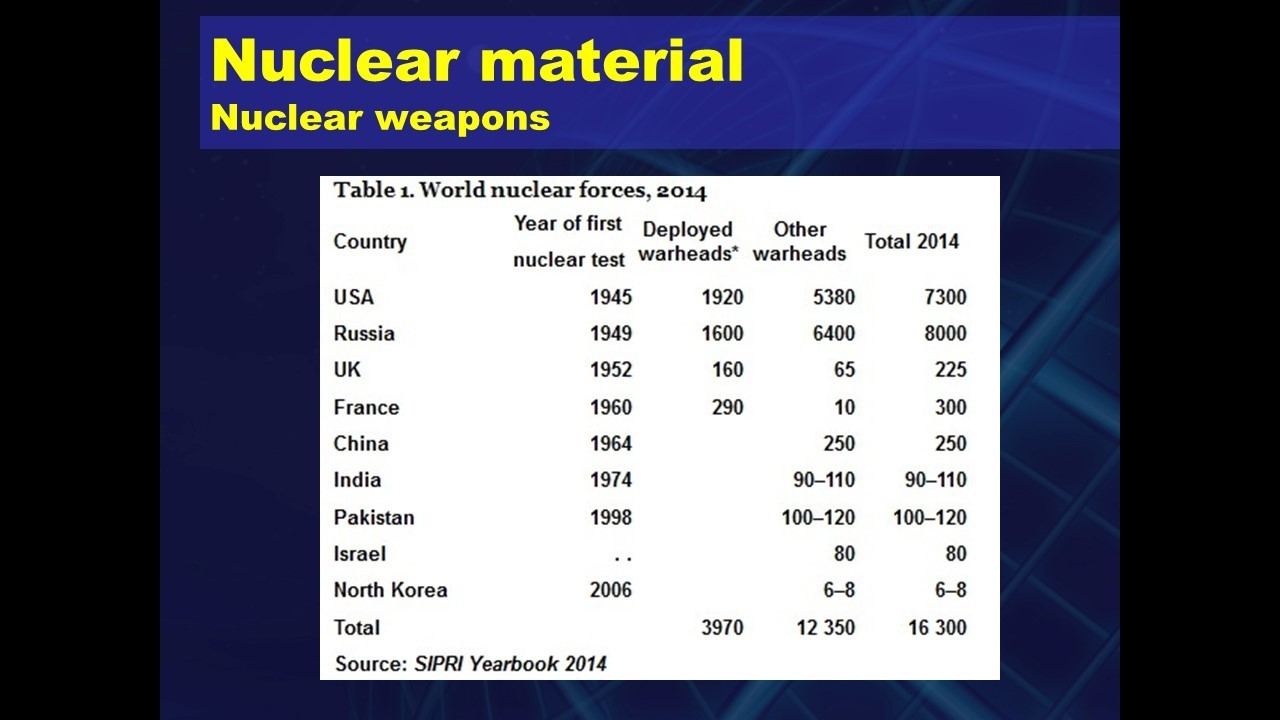 Nuclear material
Nuclear weapons
Table 1. World nuclear forces, 2014
Country Year of first nuclear test Deployed warheads* Other warheads Total 2014
USA 1945 1920 5380 7300
Russia 1949 1600 6400 8000
UK 1952 160 65 225
France 1960 290 10 300
China 1964 250 250
India 1974 90–110 90–110
Pakistan 1998 100–120 100–120
Israel . . 80 80
North Korea 2006 6–8 6–8
Total 3970 12 350 16 300
Source: SIPRI Yearbook 2014